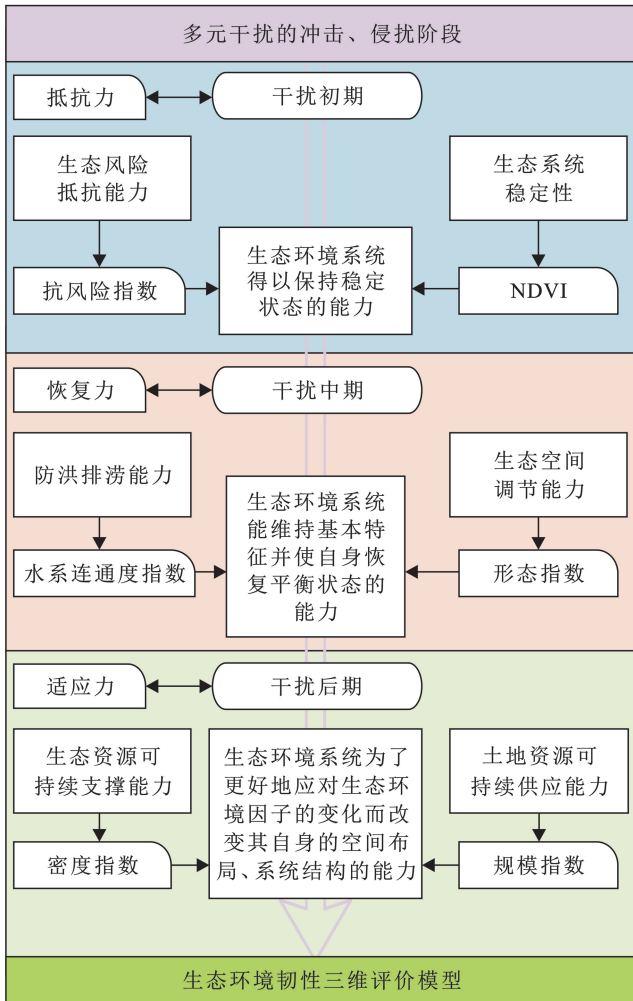 多元干扰的冲击、侵扰阶段
抵抗力
干扰初期
生态风险
抵抗能力
生态系统
稳定性
生态环境系统
得以保持稳定
状态的能力
抗风险指数
NDVI
恢复力
干扰中期
防洪排涝能力
生态空间
调节能力
生态环境系统
能维持基本特
征并使自身恢
复平衡状态的
能力
水系连通度指数
形态指数
适应力
干扰后期
生态资源可
持续支撑能力
生态环境系统为了
更好地应对生态环
境因子的变化而改
变其自身的空间布
局、系统结构的能力
土地资源可
持续供应能力
密度指数
规模指数
生态环境韧性三维评价模型